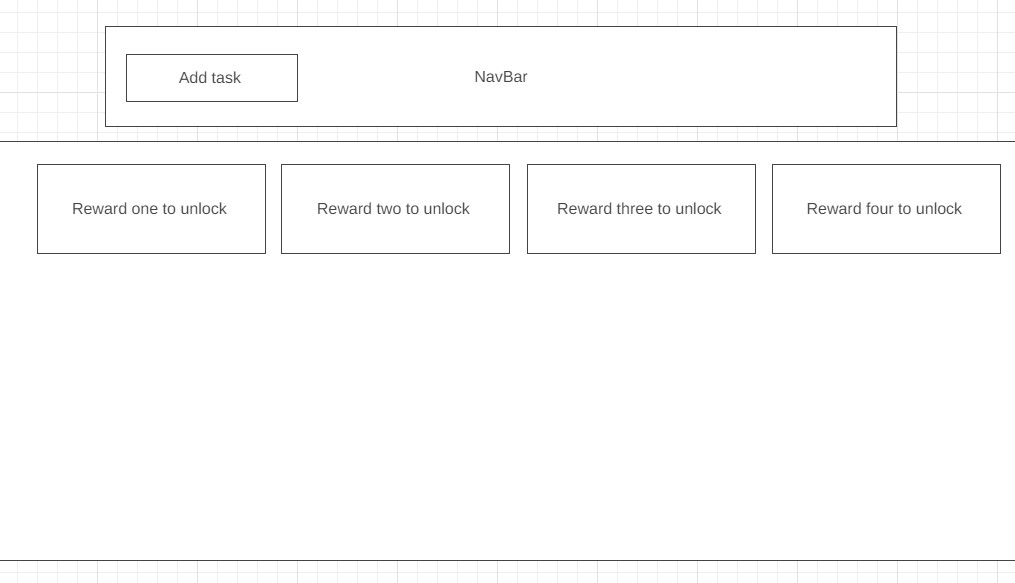 Add task
NavBar
Reward one to unlock
Reward two to unlock
Reward three to unlock
Reward four to unlock